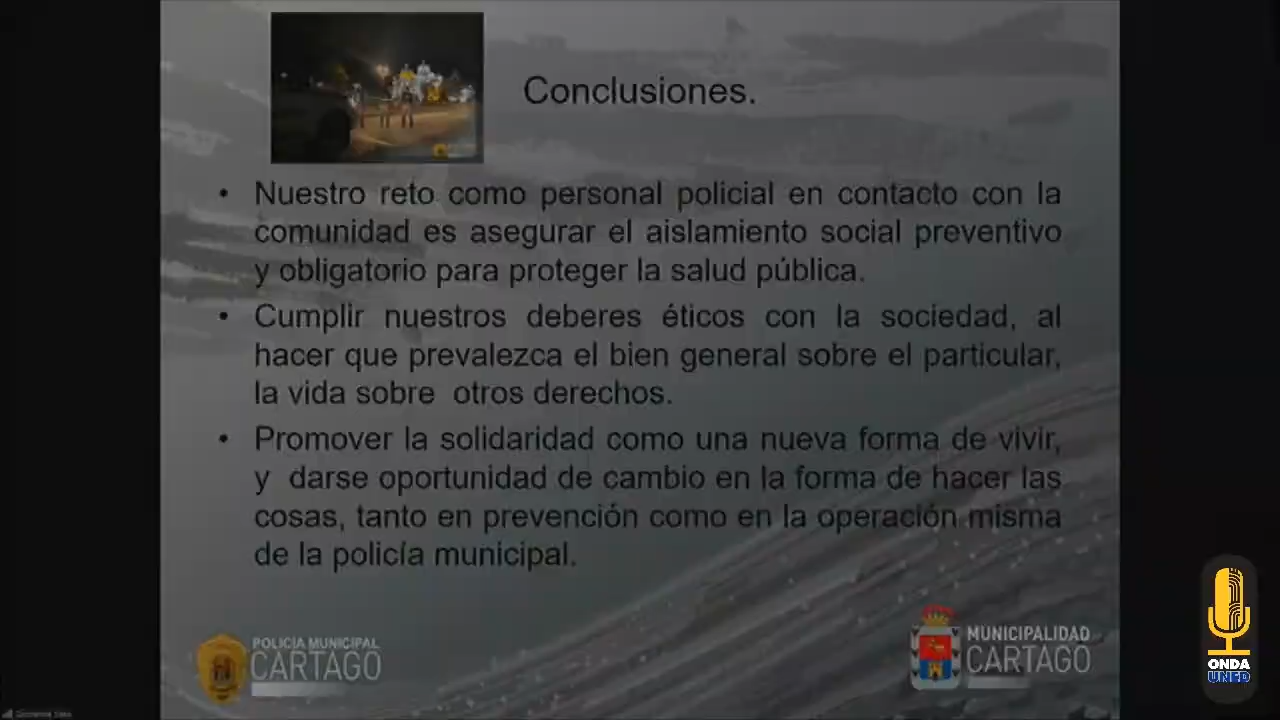 Conclusiones.
• Nuestro reto como personal policial en contacto con la
comunidad es asegurar el aislamiento social preventivo
y obligatorio para proteger la salud pública.
• Cumplir nuestros deberes éticos con la sociedad, al
hacer que prevalezca el bien general sobre el particular,
la vida sobre otros derechos.
• Promover la solidaridad como una nueva forma de vivir,
y darse oportunidad de cambio en la forma de hacer las
cosas, tanto en prevención como en la operación misma
de la policía municipal.
POLICIA MUNICIPAL
CARTAGO
MUNICIPALIDAD
CARTAGO
ONDA
UNED